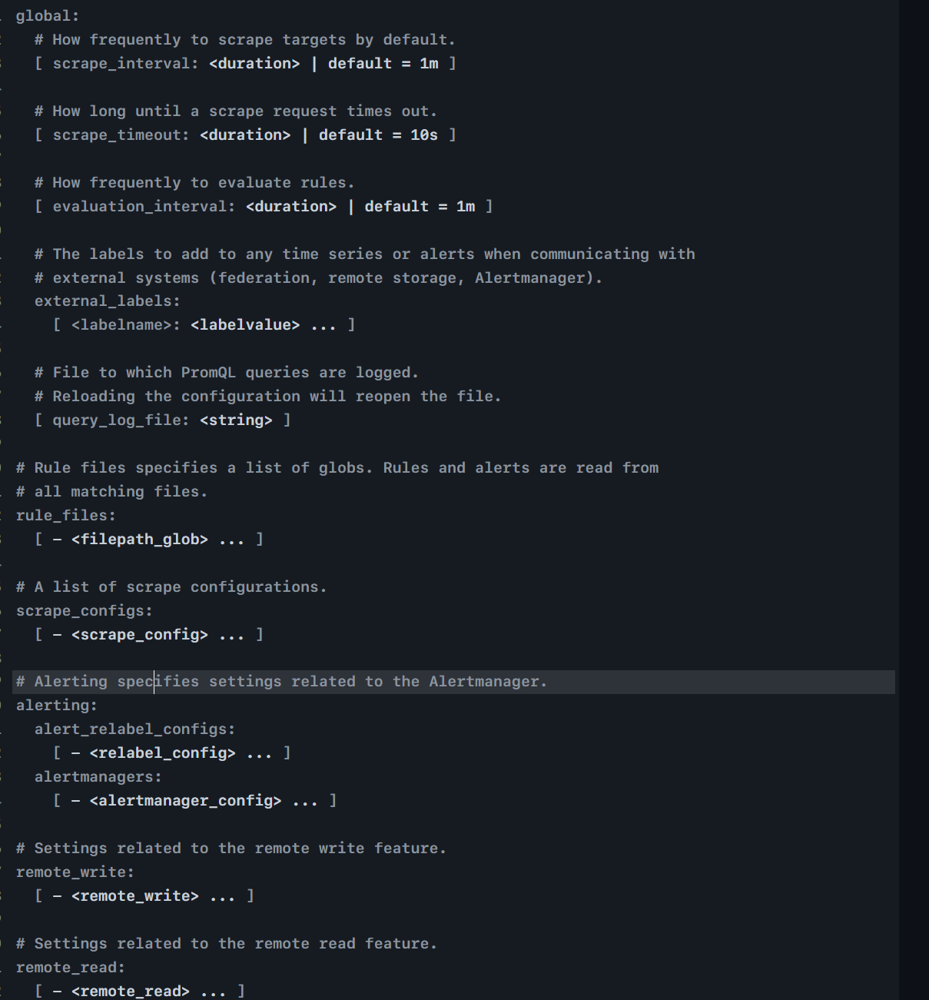 global:
  # How frequently to scrape targets by default.
  [ scrape_interval: <duration> | default = 1m ]

  # How long until a scrape request times out.
  [ scrape_timeout: <duration> | default = 10s ]

  # How frequently to evaluate rules.
  [ evaluation_interval: <duration> | default = 1m ]

  # The labels to add to any time series or alerts when communicating with
  # external systems (federation, remote storage, Alertmanager).
  external_labels:
    [ <labelname>: <labelvalue> ... ]

  # File to which PromQL queries are logged.
  # Reloading the configuration will reopen the file.
  [ query_log_file: <string> ]

# Rule files specifies a list of globs. Rules and alerts are read from
# all matching files.
rule_files:
  [ - <filepath_glob> ... ]

# A list of scrape configurations.
scrape_configs:
  [ - <scrape_config> ... ]

# Alerting specifies settings related to the Alertmanager.
alerting:
  alert_relabel_configs:
    [ - <relabel_config> ... ]
  alertmanagers:
    [ - <alertmanager_config> ... ]

# Settings related to the remote write feature.
remote_write:
  [ - <remote_write> ... ]

# Settings related to the remote read feature.
remote_read:
  [ - <remote_read> ... ]